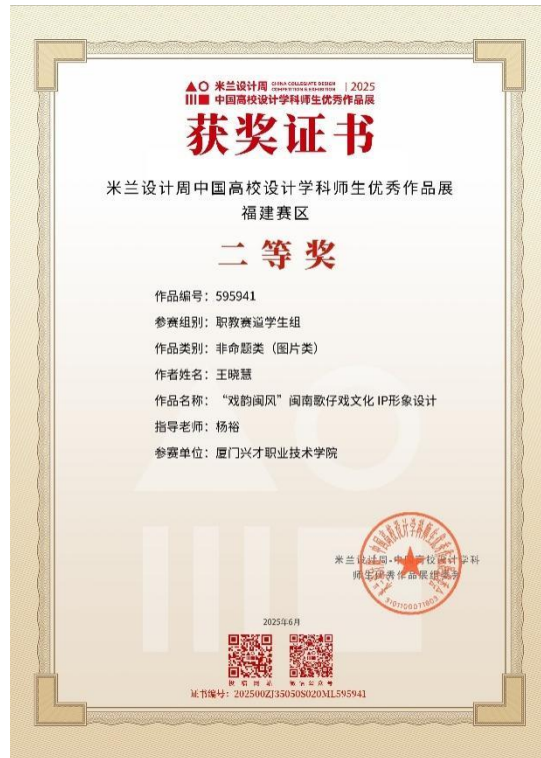 米兰设计周 CHINA COLLEGIATE DESIGN COMPETITION & EXHIBITION | 2025
中国高校设计学科师生优秀作品展
获奖证书
米兰设计周中国高校设计学科师生优秀作品展
福建赛区
二等奖
作品编号：595941
参赛组别：职教赛道学生组
作品类别：非命题类（图片类）
作者姓名：王晓慧
作品名称：“戏韵闽风”闽南歌仔戏文化 IP形象设计
指导老师：杨裕
参赛单位：厦门兴才职业技术学院
米兰设计周-中国高校设计学科
师生优秀作品展组委会
2025年6月
证书编号：202500ZJ35050S020ML595941